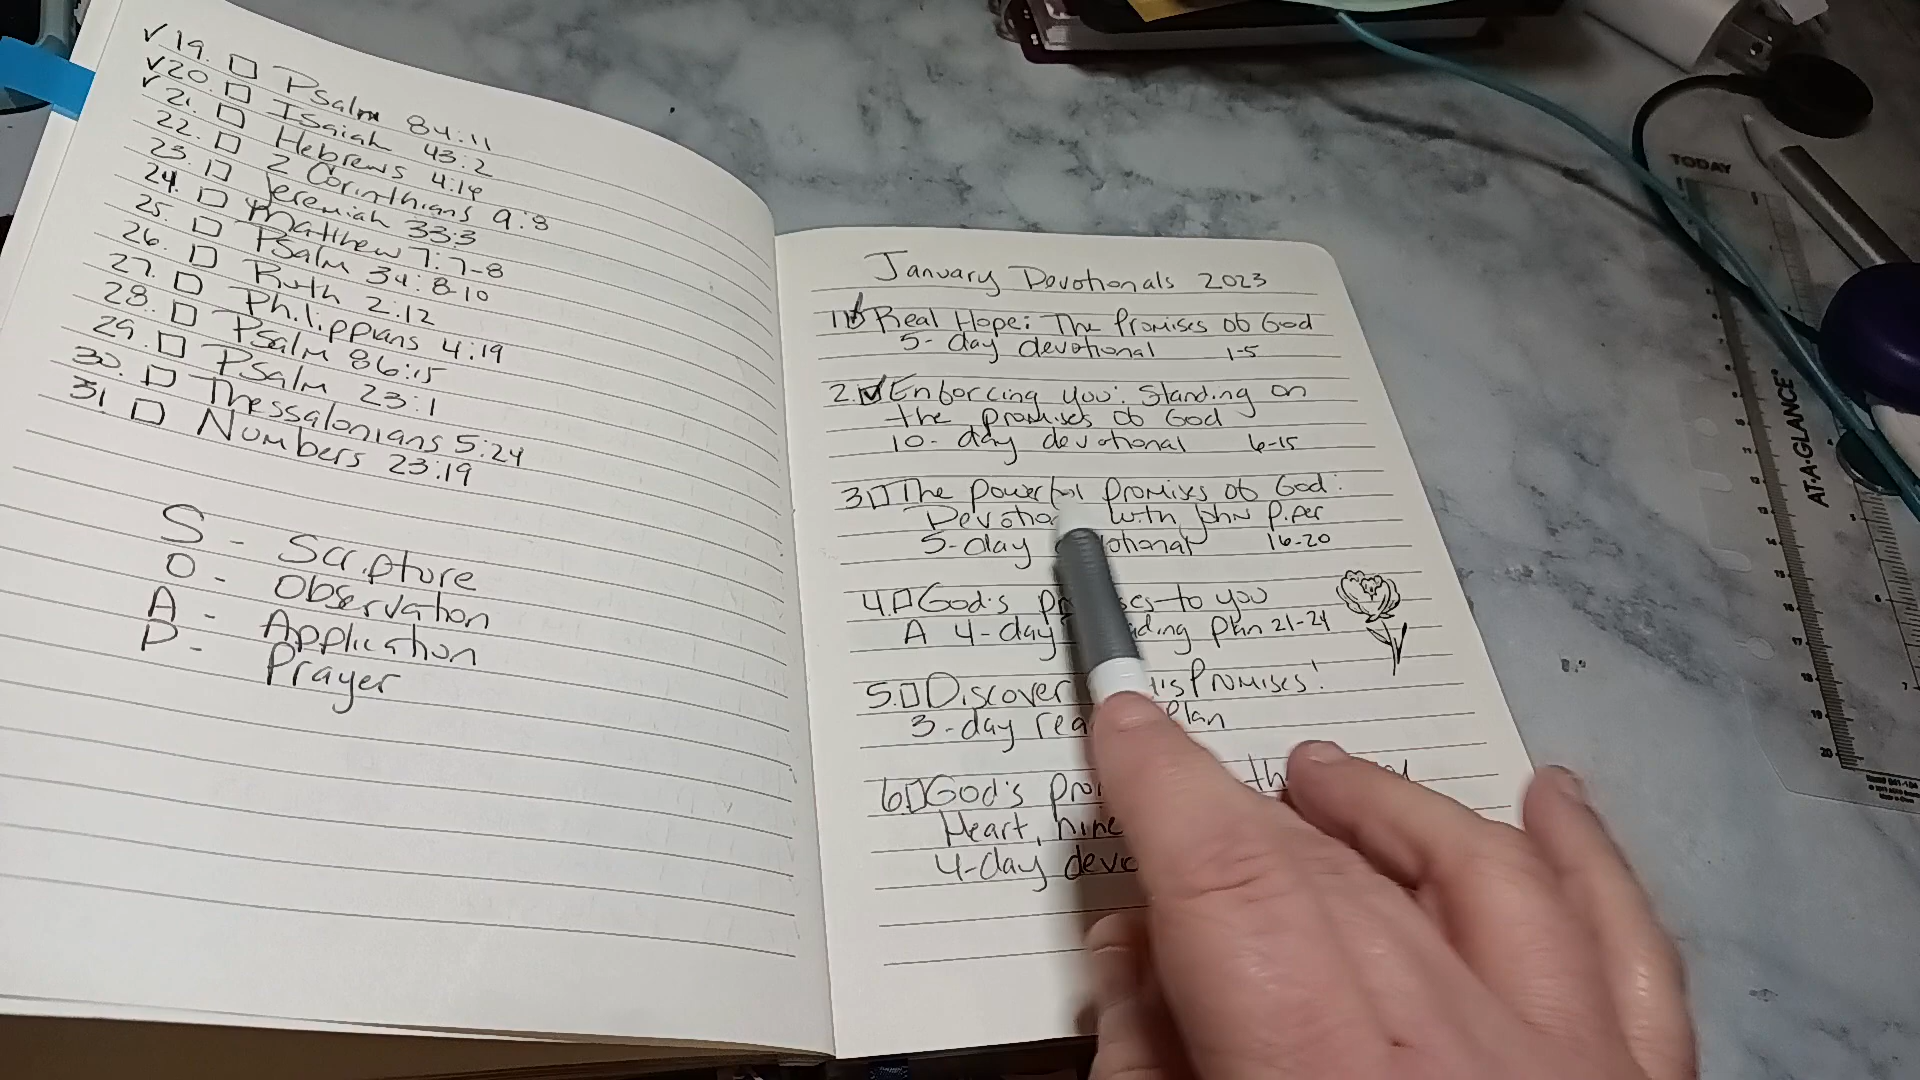 ✓19. □ Psalm 84:11
✓20. □ Isaiah 43:2
✓21. □ Hebrews 4:14
22. □ 2 Corinthians 9:8
23. □ Jeremiah 33:3
24. □ Matthew 7:7-8
25. □ Psalm 34:8-10
26. □ Ruth 2:12
27. □ Philippians 4:19
28. □ Psalm 86:15
29. □ Psalm 23:1
30. □ Thessalonians 5:24
31 □ Numbers 23:19
S - Scripture
O - Observation
A - Application
P - Prayer
January Devotionals 2023
1. Real Hope: The Promises of God
5-day devotional 1-5
2. Enforcing you: Standing on
the promises of God
10-day devotional 6-15
3. □ The powerful promises of God:
with John Piper
5-day 16-20
4. □ God's to you
A 4-day Plan 21-24
5. □ Discover Promises!
3-day Plan
6. □ God's
Heart,
4-day
TODAY
AT-A-GLANCE®